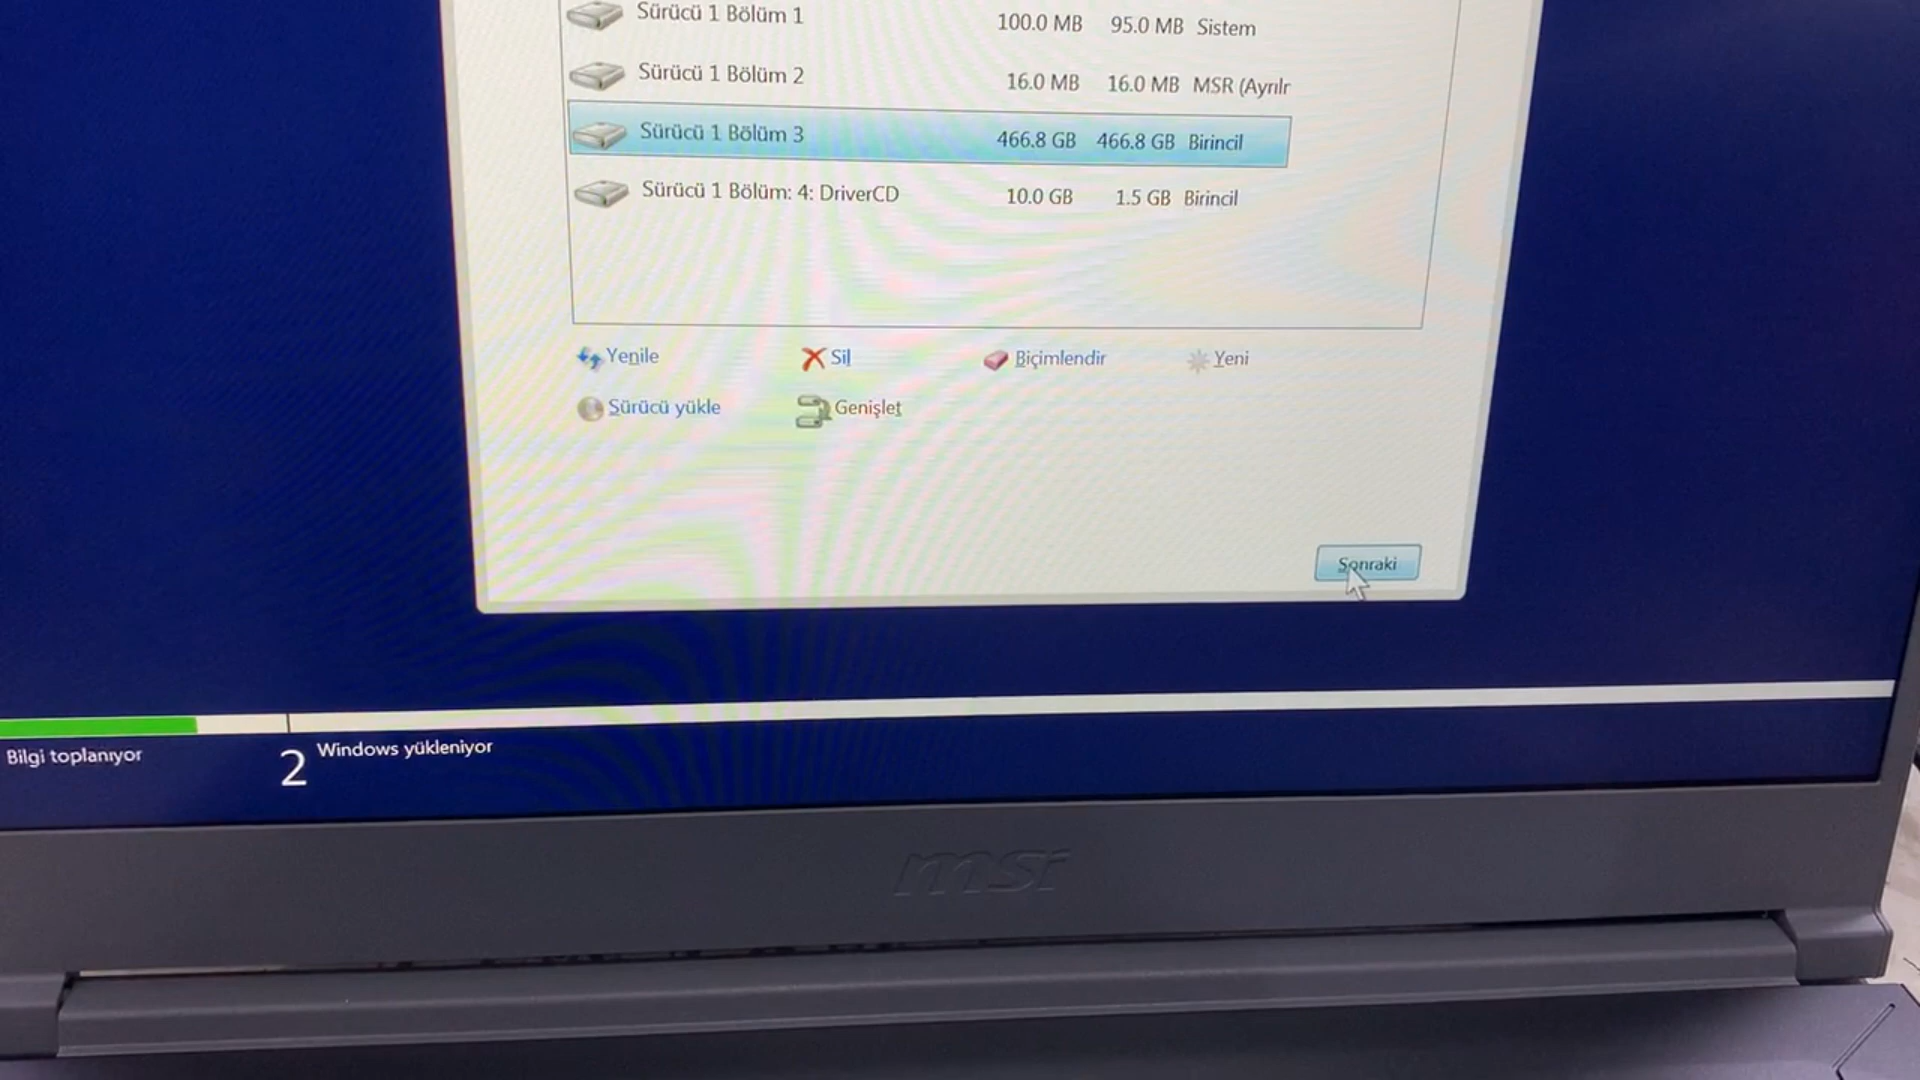 Sürücü 1 Bölüm 1 100.0 MB 95.0 MB Sistem
Sürücü 1 Bölüm 2 16.0 MB 16.0 MB MSR (Ayrılr
Sürücü 1 Bölüm 3 466.8 GB 466.8 GB Birincil
Sürücü 1 Bölüm: 4: DriverCD 10.0 GB 1.5 GB Birincil
Yenile Sil Biçimlendir Yeni
Sürücü yükle Genişlet
Sonraki
Bilgi toplanıyor 2 Windows yükleniyor
msi